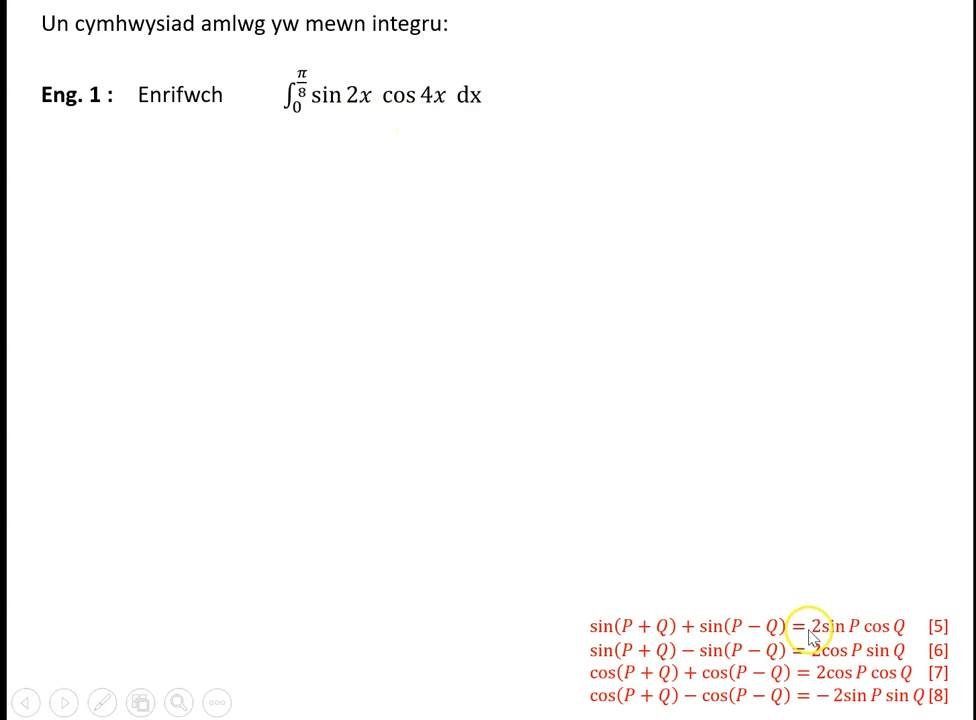 Un cymhwysiad amlwg yw mewn integru:
Eng. 1 : Enrifwch ∫₀^(π/8) sin 2x cos 4x dx
sin(P + Q) + sin(P − Q) = 2sin P cos Q [5]
sin(P + Q) − sin(P − Q) = 2cos P sin Q [6]
cos(P + Q) + cos(P − Q) = 2cos P cos Q [7]
cos(P + Q) − cos(P − Q) = − 2sin P sin Q [8]